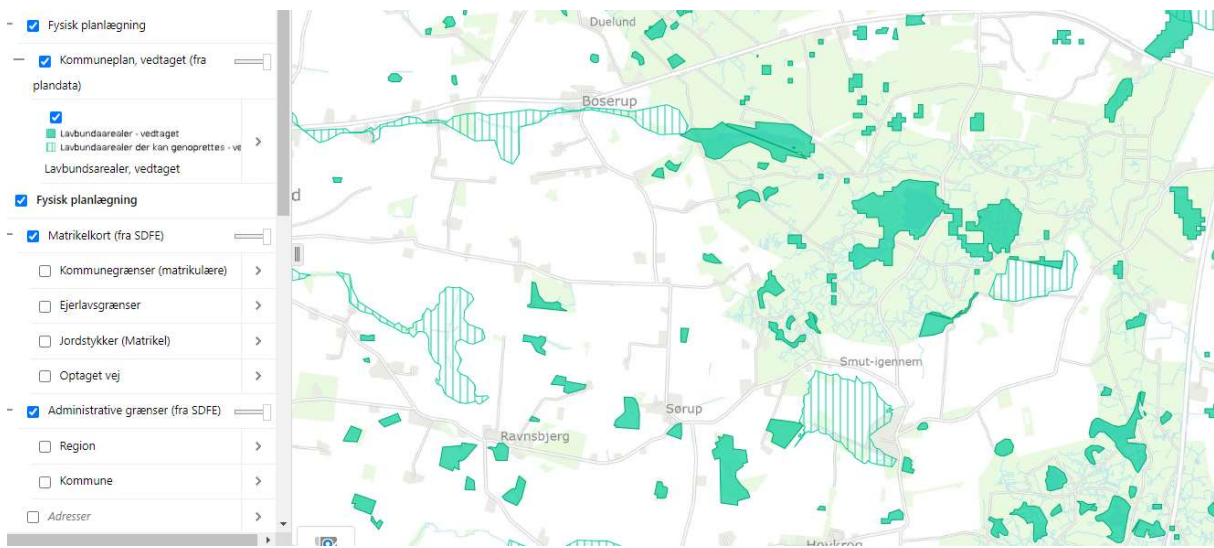 Fysisk planlægning
Kommuneplan, vedtaget (fra
plandata)
Lavbundaarealer - vedtaget
Lavbundaarealer der kan genoprettes - ve
Lavbundsarealer, vedtaget
Fysisk planlægning
Matrikelkort (fra SDFE)
Kommunegrænser (matrikulære)
Ejerlavsgrænser
Jordstykker (Matrikel)
Optaget vej
Administrative grænser (fra SDFE)
Region
Kommune
Adresser
Duelund
Boserup
d
Smut-igennem
Sørup
Ravnsbjerg